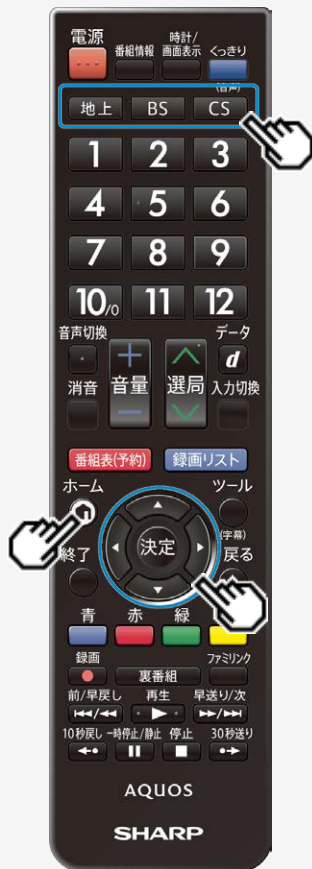 電源
番組情報
時計/
画面表示
くっきり
(音声)
地上 BS CS
1 2 3
4 5 6
7 8 9
10/0 11 12
音声切換 データ
d
消音 音量 選局 入力切換
番組表(予約) 録画リスト
ホーム ツール
決定
(字幕)
終了 戻る
青 赤 緑
録画 裏番組 ファミリンク
前/早戻し 再生 早送り/次
10秒戻し 一時停止/静止 停止 30秒送り
AQUOS
SHARP